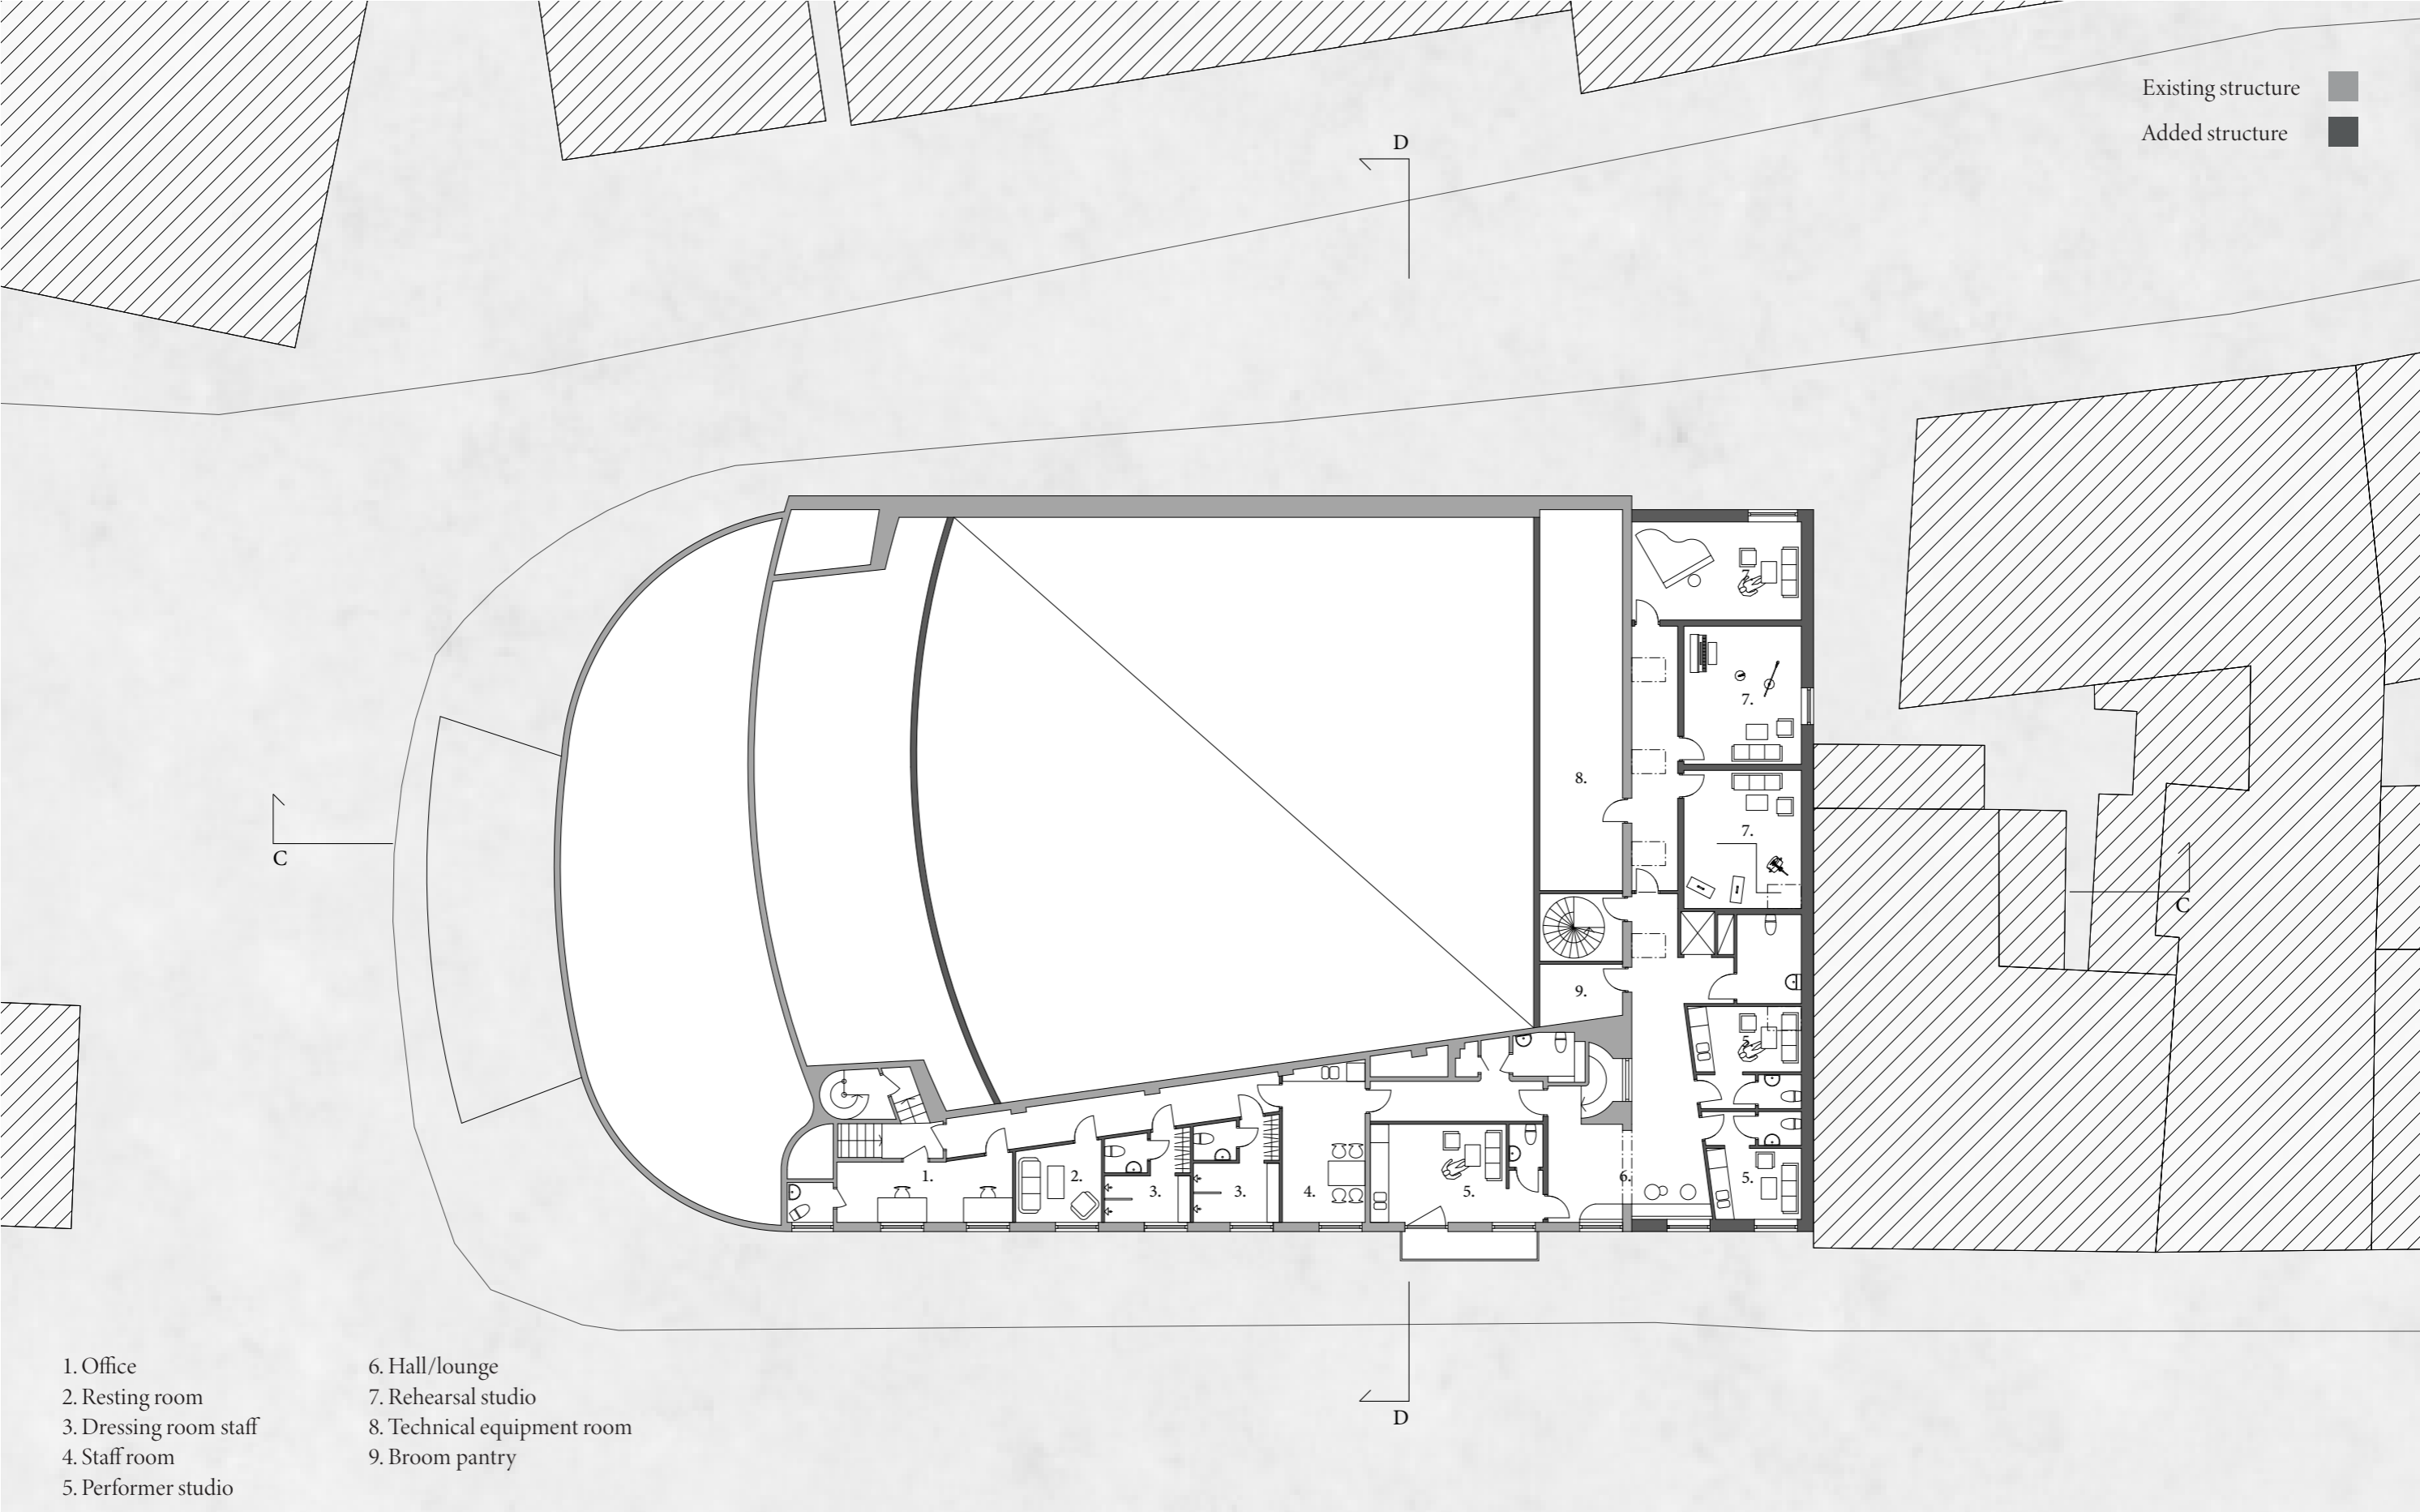 Existing structure
Added structure
D
7.
7.
8.
7.
C
C
9.
5.
1.
2.
3.
3.
4.
5.
6.
5.
D
1. Office
2. Resting room
3. Dressing room staff
4. Staff room
5. Performer studio
6. Hall/lounge
7. Rehearsal studio
8. Technical equipment room
9. Broom pantry